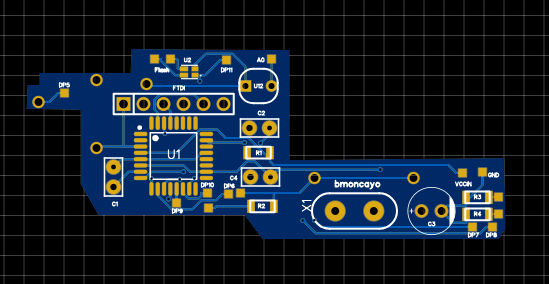 U2
A0
Flash
DP11
DP5
U12
FTDI
C2
U1
R1
C4
VCCIN
GND
DP10
DP6
bmoncayo
C1
DP9
R2
X1
R3
R4
+
C3
DP7
DP8